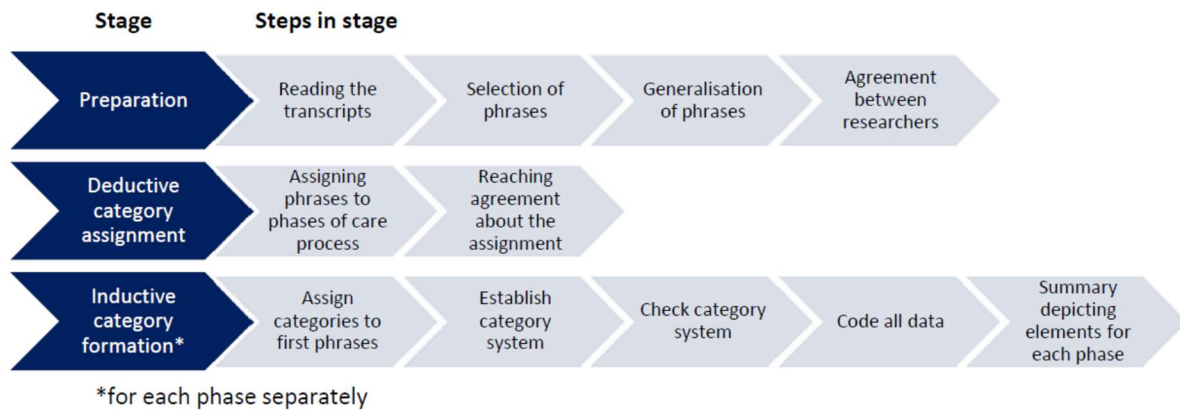 Stage
Steps in stage
Preparation
Reading the
transcripts
Selection of
phrases
Generalisation
of phrases
Agreement
between
researchers
Deductive
category
assignment
Assigning
phrases to
phases of care
process
Reaching
agreement
about the
assignment
Inductive
category
formation*
Assign
categories to
first phrases
Establish
category
system
Check category
system
Code all data
Summary
depicting
elements for
each phase
*for each phase separately